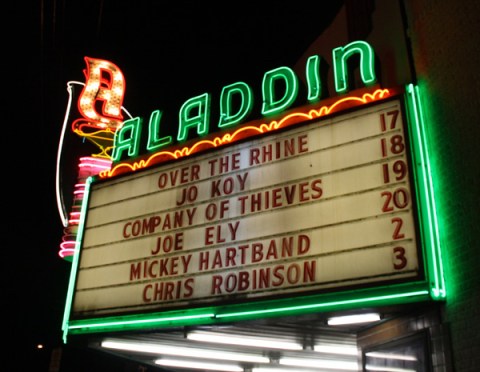 A
ALADDIN
OVER THE RHINE 17
JO KOY 18
COMPANY OF THIEVES 19
JOE ELY 20
MICKEY HARTBAND 2
CHRIS ROBINSON 3